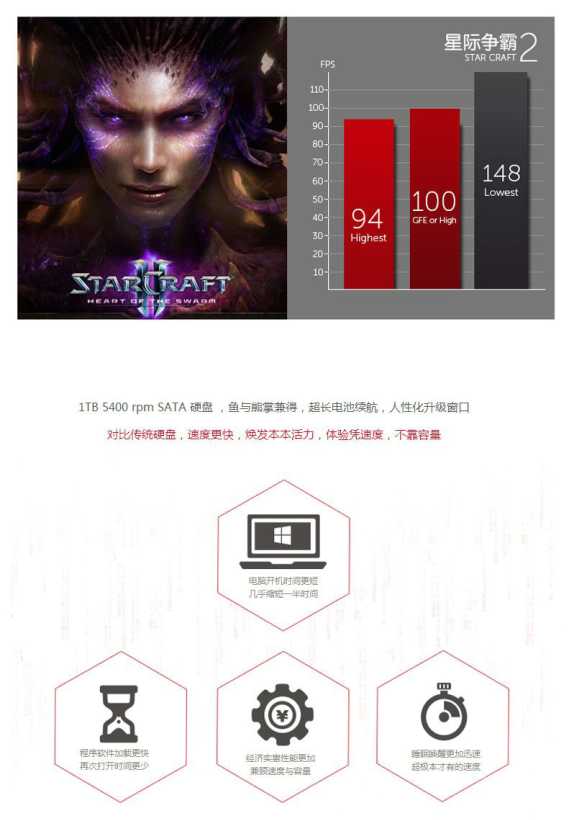 星际争霸2
STAR CRAFT
FPS
110
100
90
80
70
60
50
40
30
20
10
94
Highest
100
GFE or High
148
Lowest
STARCRAFT
II
HEART OF THE SWARM
1TB 5400 rpm SATA 硬盘 ，鱼与熊掌兼得，超长电池续航，人性化升级窗口
对比传统硬盘，速度更快，焕发本本活力，体验凭速度，不靠容量
电脑开机时间更短
几乎缩短一半时间
程序软件加载更快
再次打开时间更少
¥
经济实惠性能更加
兼顾速度与容量
睡眠唤醒更加迅速
超极本才有的速度